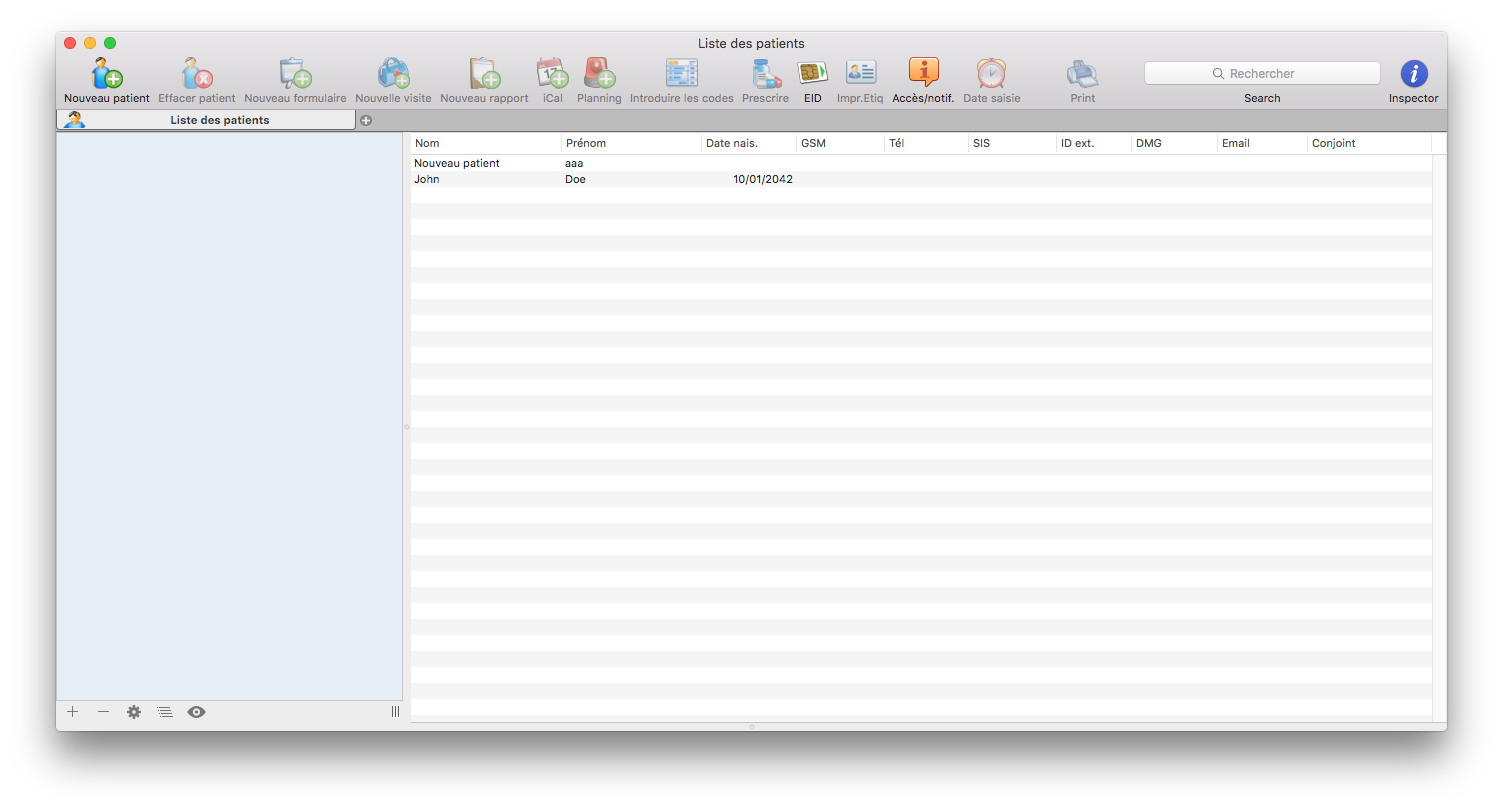 Liste des patients
Nouveau patient Effacer patient Nouveau formulaire Nouvelle visite Nouveau rapport iCal Planning Introduire les codes Prescrire EID Impr.Etiq Accès/notif. Date saisie Print Rechercher Search Inspector
Liste des patients
Nom Prénom Date nais. GSM Tél SIS ID ext. DMG Email Conjoint
Nouveau patient aaa
John Doe 10/01/2042